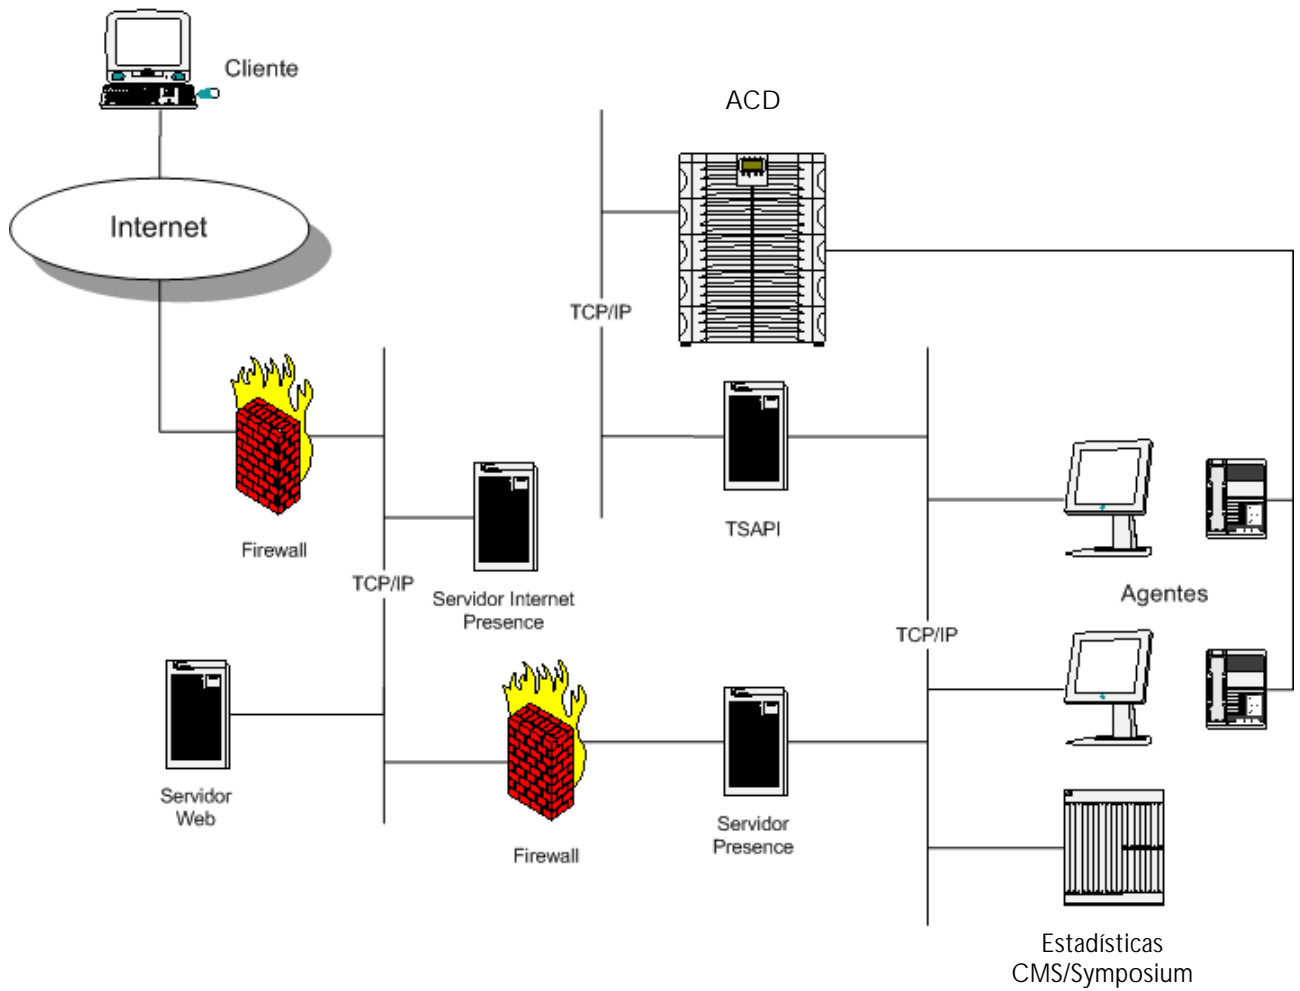 Cliente
ACD
Internet
TCP/IP
Firewall
TSAPI
TCP/IP
Servidor Internet
Presence
Agentes
TCP/IP
Servidor
Web
Firewall
Servidor
Presence
Estadísticas
CMS/Symposium